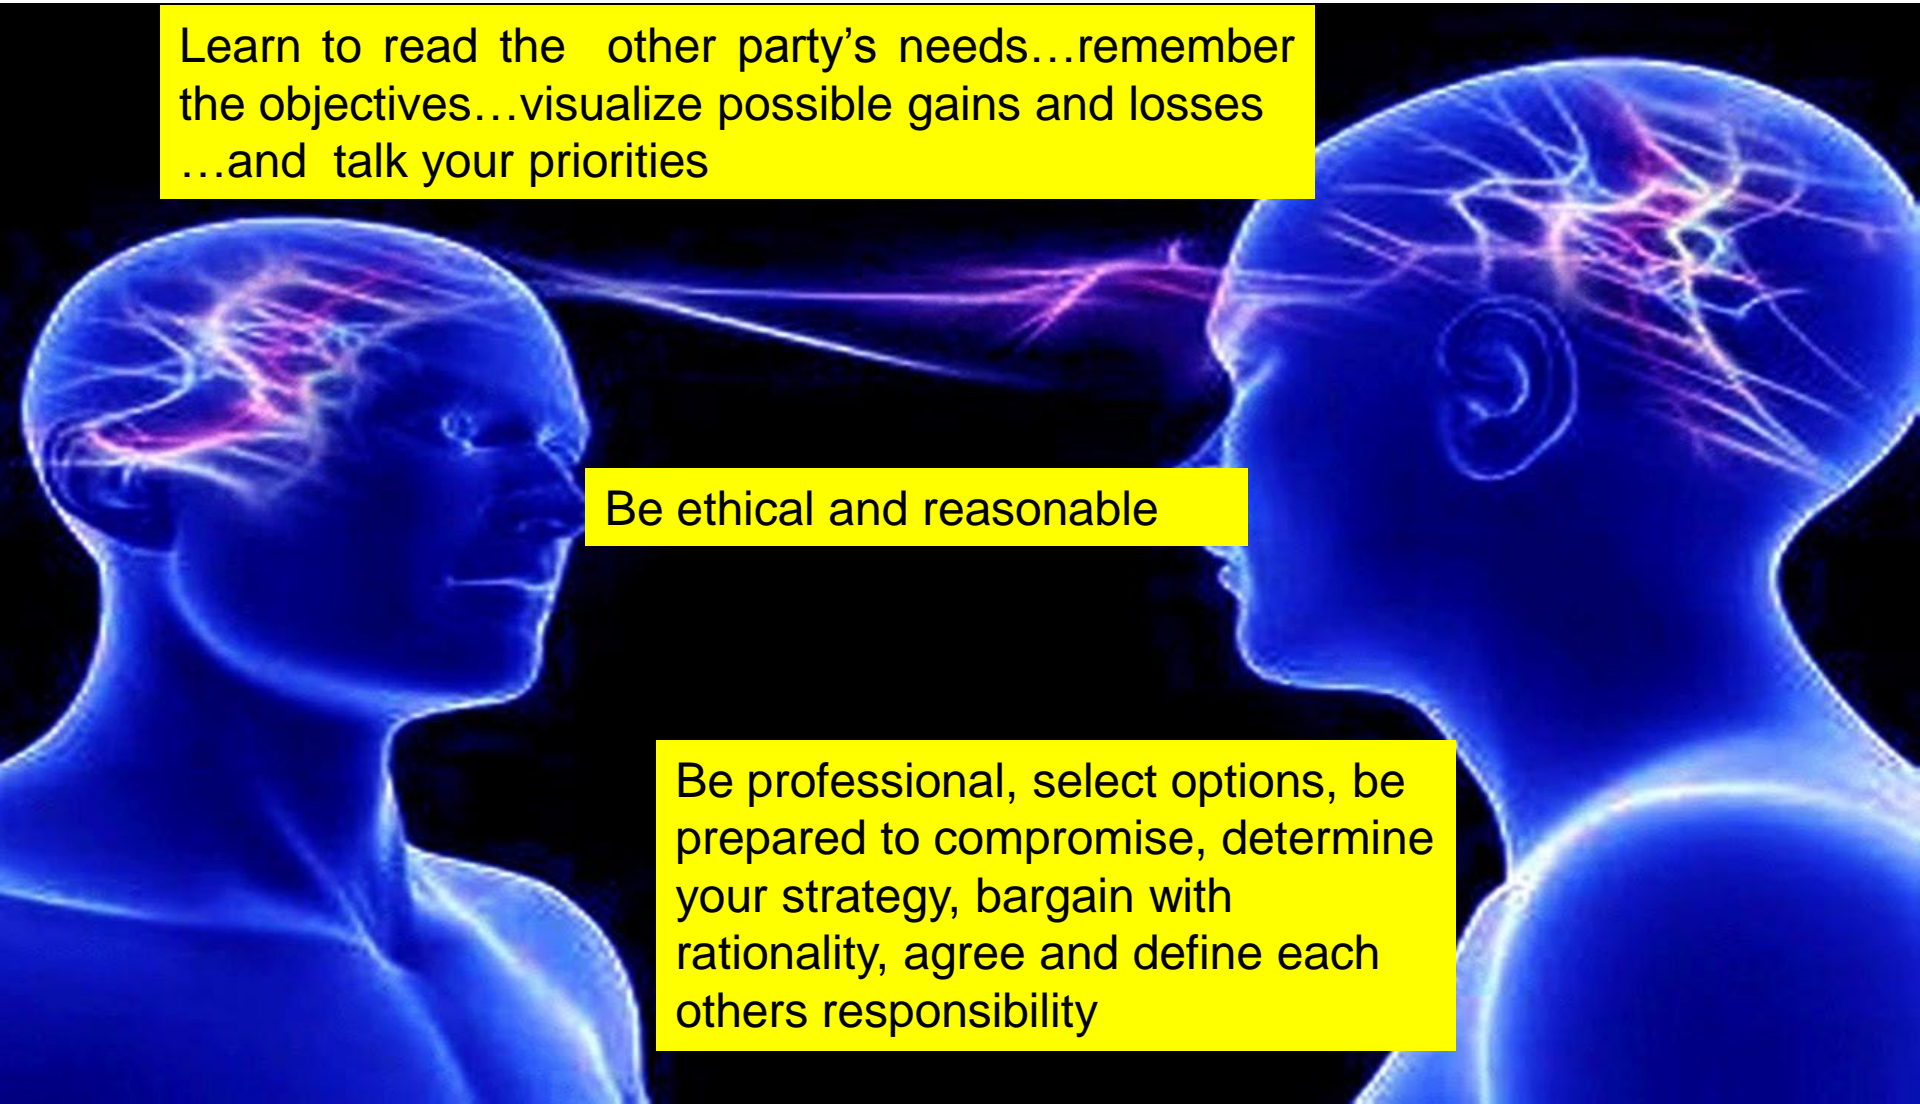 Learn to read the other party’s needs…remember
the objectives…visualize possible gains and losses
…and talk your priorities
Be ethical and reasonable
Be professional, select options, be
prepared to compromise, determine
your strategy, bargain with
rationality, agree and define each
others responsibility